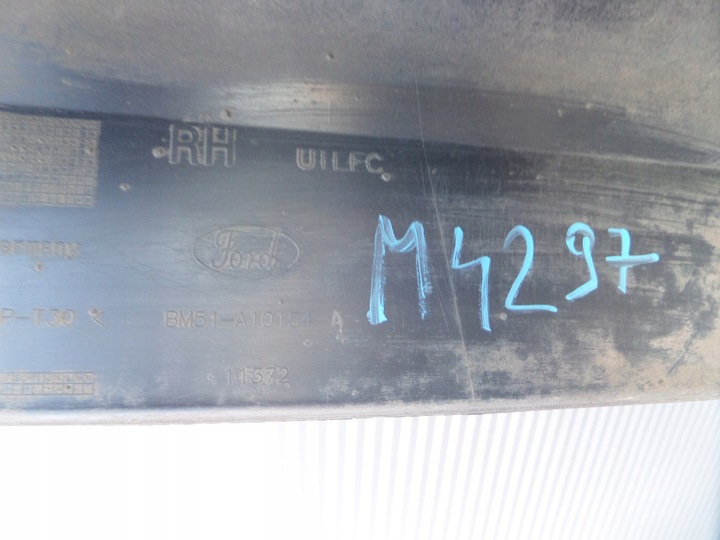 RH UILFC
M4297
ermany Ford
P-T30 < BM51-A10154 A
14372